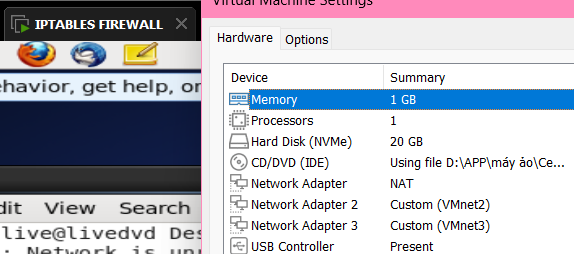 Virtual Machine Settings
IPTABLES FIREWALL
Hardware Options
ehavior, get help, or
Device Summary
Memory 1 GB
Processors 1
Hard Disk (NVMe) 20 GB
CD/DVD (IDE) Using file D:\APP\máy ảo\Ce...
Network Adapter NAT
Network Adapter 2 Custom (VMnet2)
Network Adapter 3 Custom (VMnet3)
USB Controller Present
dit View Search
live@livedvd Des
: Network is un